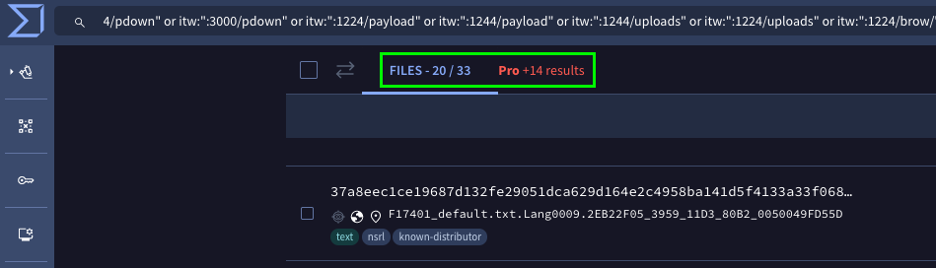 4/pdown" or itw:":3000/pdown" or itw:":1224/payload" or itw:":1244/payload" or itw:":1244/uploads" or itw:":1224/uploads" or itw:":1224/brow/"
FILES - 20 / 33 Pro +14 results
37a8eec1ce19687d132fe29051dca629d164e2c4958ba141d5f4133a33f068…
F17401_default.txt.Lang0009.2EB22F05_3959_11D3_80B2_0050049FD55D
text nsrl known-distributor